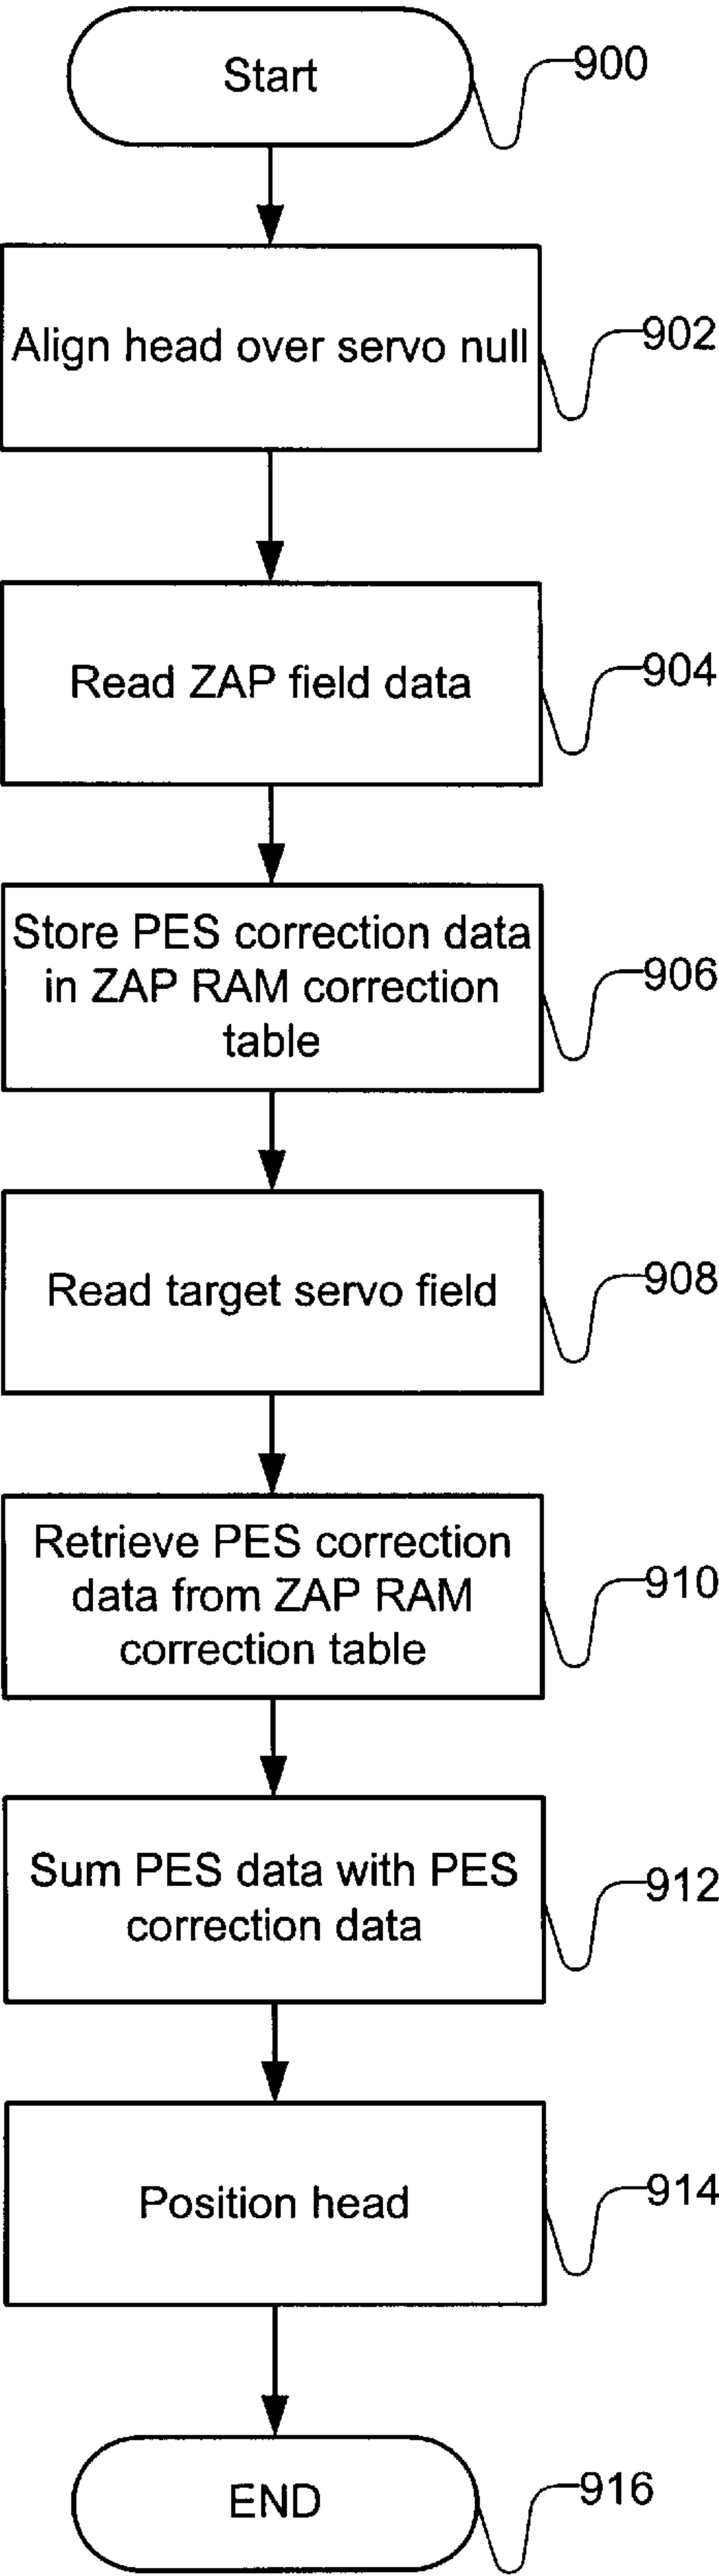 Start
900
Align head over servo null
902
Read ZAP field data
904
Store PES correction data
in ZAP RAM correction
table
906
Read target servo field
908
Retrieve PES correction
data from ZAP RAM
correction table
910
Sum PES data with PES
correction data
912
Position head
914
END
916